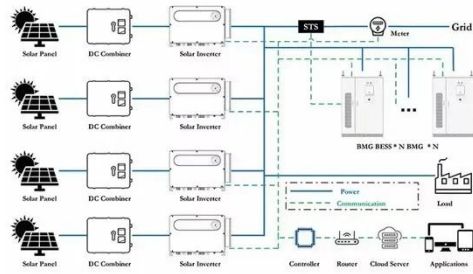 STS
Grid
Meter
Solar Panel
DC Combiner
Solar Inverter
Solar Panel
DC Combiner
Solar Inverter
BMG BESS * N BMG * N
Solar Panel
DC Combiner
Solar Inverter
Power
Communication
Load
Solar Panel
DC Combiner
Solar Inverter
Controller
Router
Cloud Server
Applications